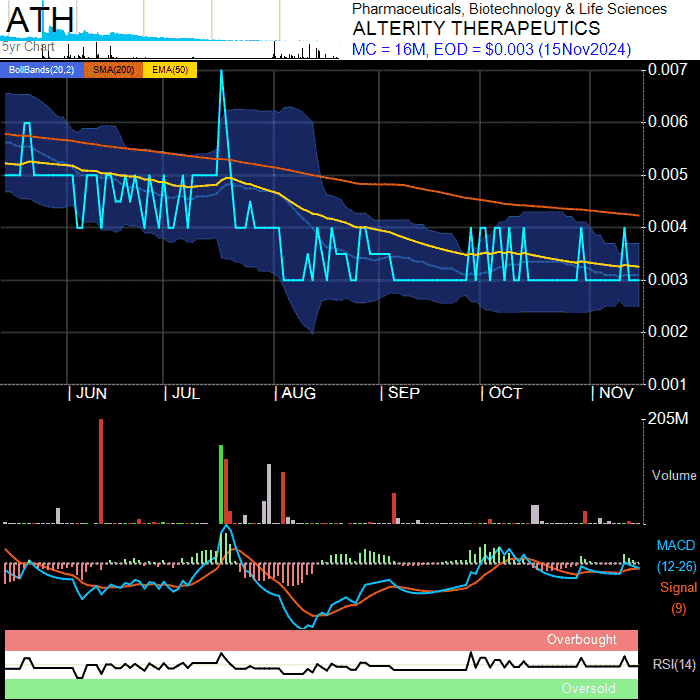 ATH
5yr Chart
Pharmaceuticals, Biotechnology & Life Sciences
ALTERITY THERAPEUTICS
MC = 16M, EOD = $0.003 (15Nov2024)
BollBands(20,2) SMA(200) EMA(50)
0.007
0.006
0.005
0.004
0.003
0.002
0.001
JUN JUL AUG SEP OCT NOV
205M
Volume
MACD
(12-26)
Signal
(9)
Overbought
RSI(14)
Oversold